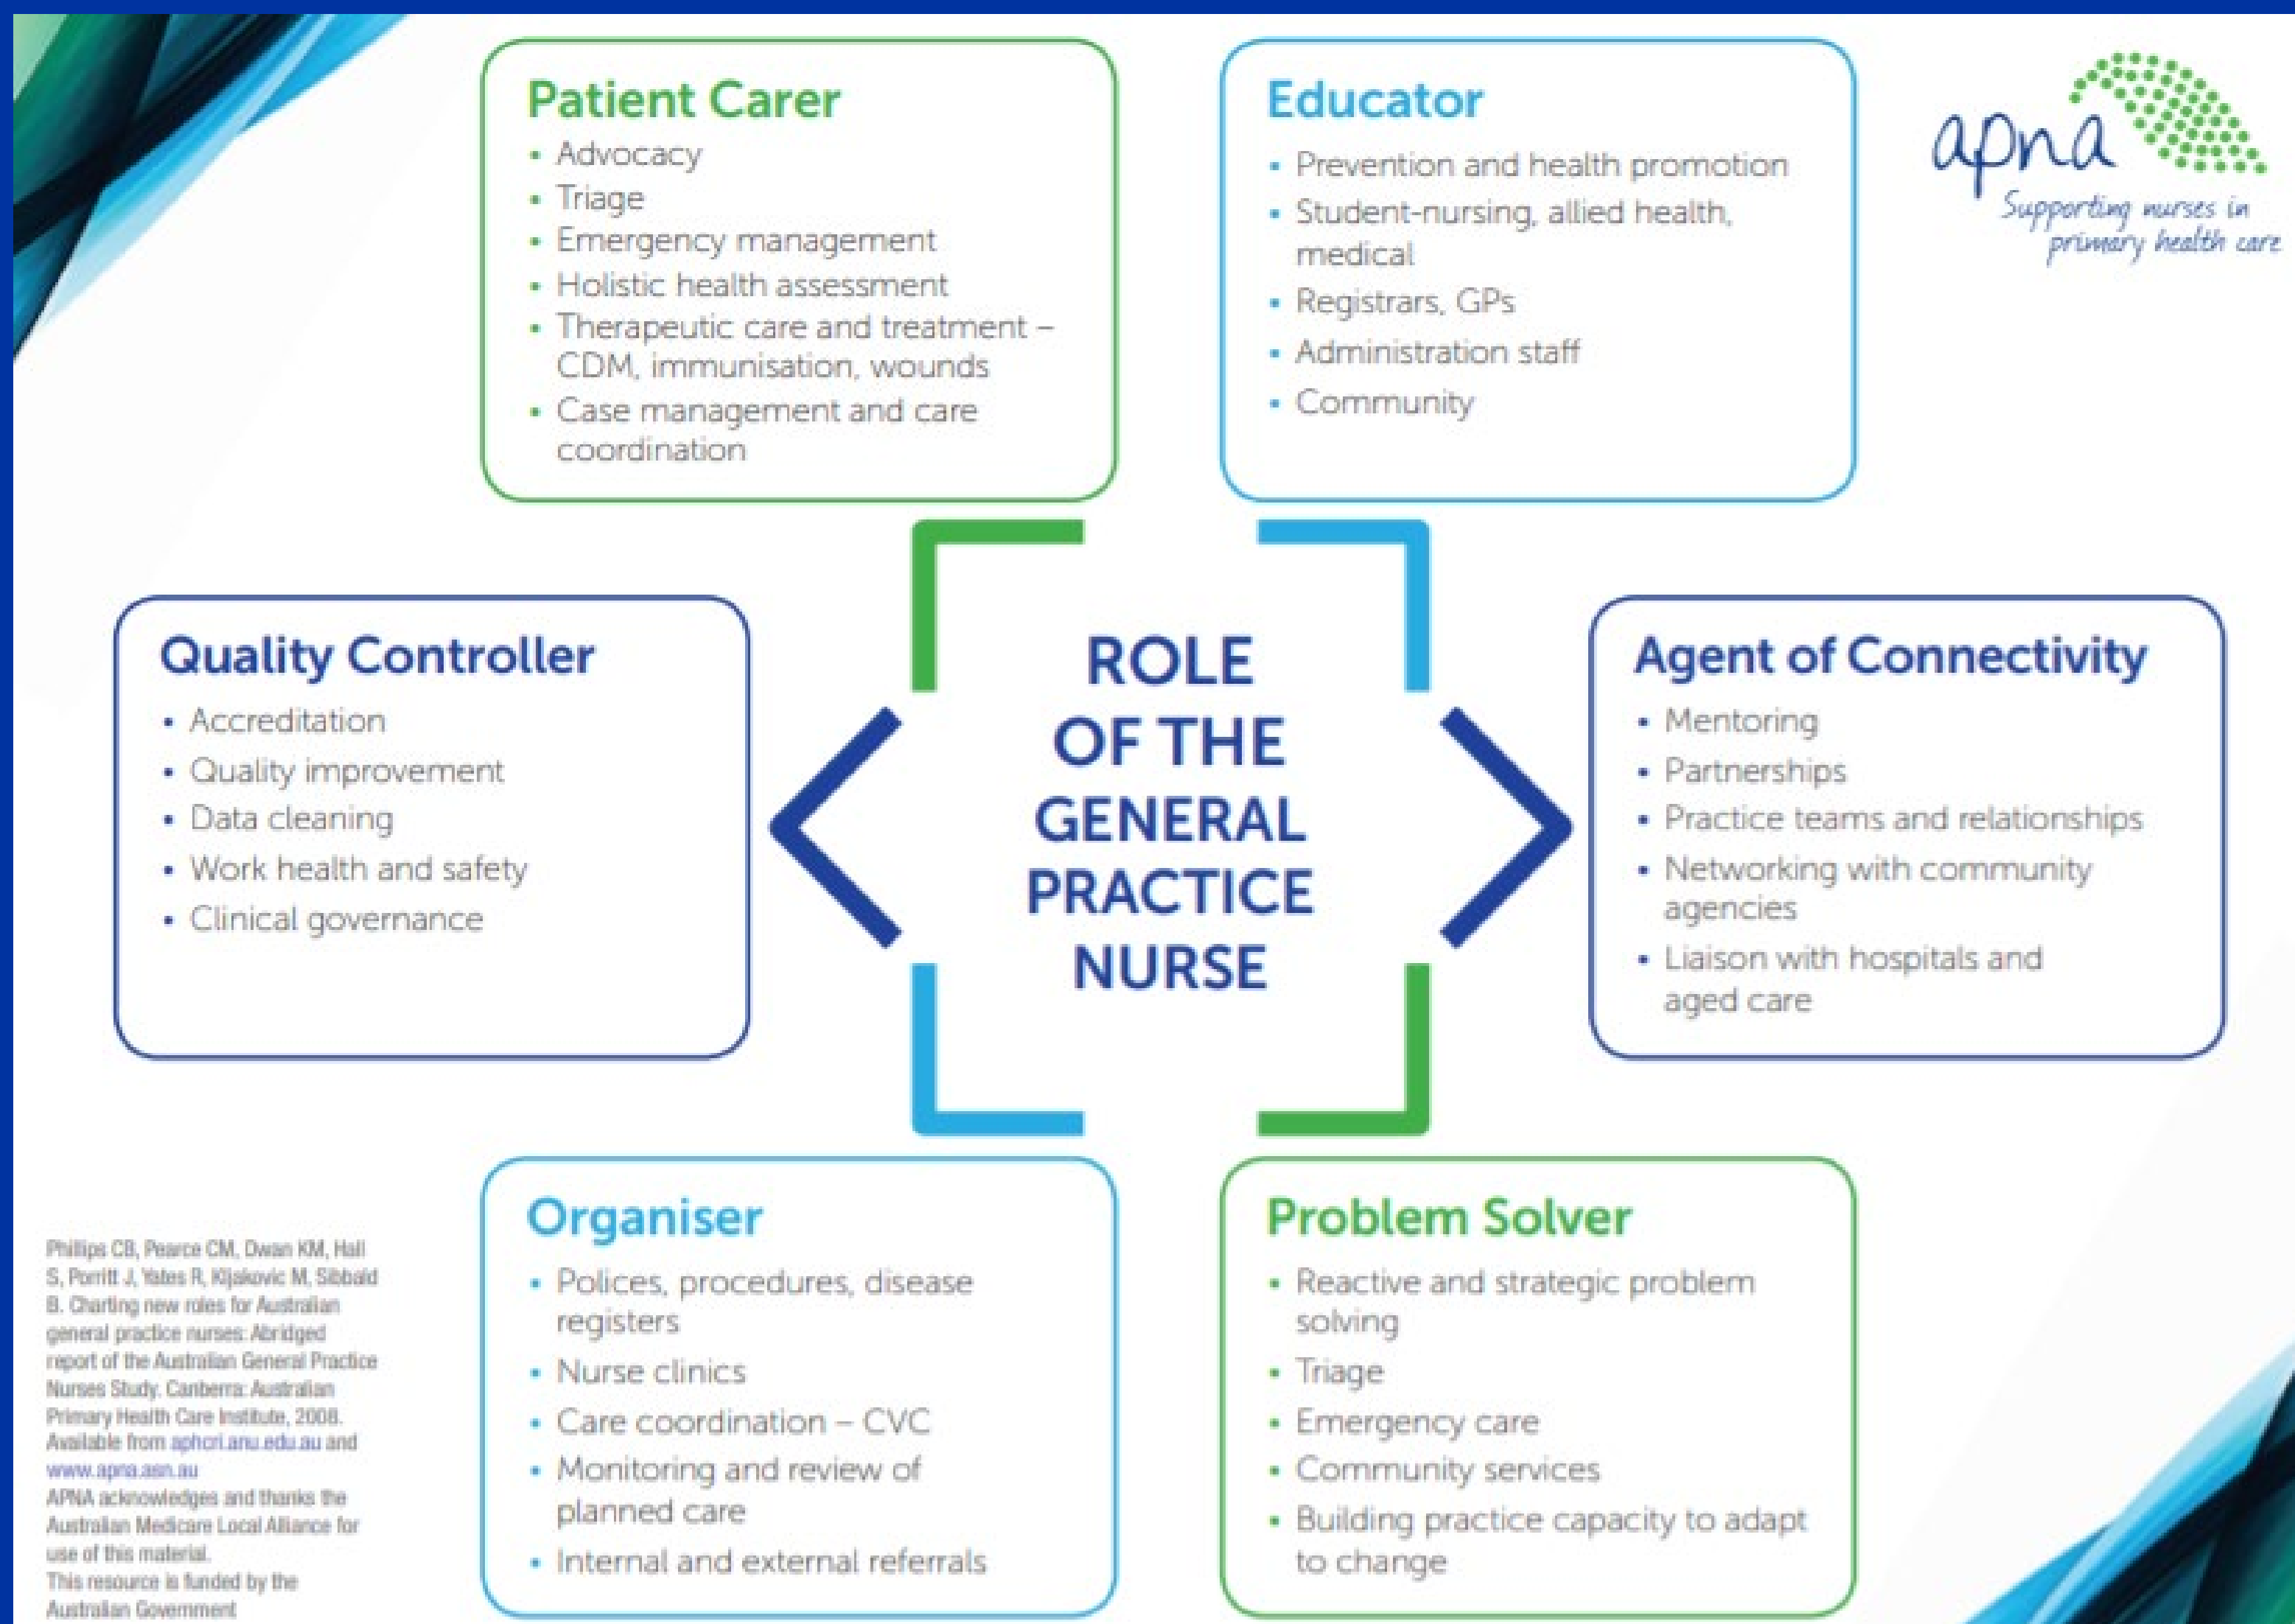 Patient Carer
• Advocacy
• Triage
• Emergency management
• Holistic health assessment
• Therapeutic care and treatment –
CDM, immunisation, wounds
• Case management and care
coordination
Educator
• Prevention and health promotion
• Student-nursing, allied health,
medical
• Registrars, GPs
• Administration staff
• Community
apna
Supporting nurses in
primary health care
Quality Controller
• Accreditation
• Quality improvement
• Data cleaning
• Work health and safety
• Clinical governance
ROLE
OF THE
GENERAL
PRACTICE
NURSE
Agent of Connectivity
• Mentoring
• Partnerships
• Practice teams and relationships
• Networking with community
agencies
• Liaison with hospitals and
aged care
Organiser
• Polices, procedures, disease
registers
• Nurse clinics
• Care coordination – CVC
• Monitoring and review of
planned care
• Internal and external referrals
Problem Solver
• Reactive and strategic problem
solving
• Triage
• Emergency care
• Community services
• Building practice capacity to adapt
to change
Phillips CB, Pearce CM, Dwan KM, Hall
S, Porritt J, Yates R, Kljakovic M, Sibbald
B. Charting new roles for Australian
general practice nurses: Abridged
report of the Australian General Practice
Nurses Study. Canberra: Australian
Primary Health Care Institute, 2008.
Available from aphcri.anu.edu.au and
www.apna.asn.au
APNA acknowledges and thanks the
Australian Medicare Local Alliance for
use of this material.
This resource is funded by the
Australian Government